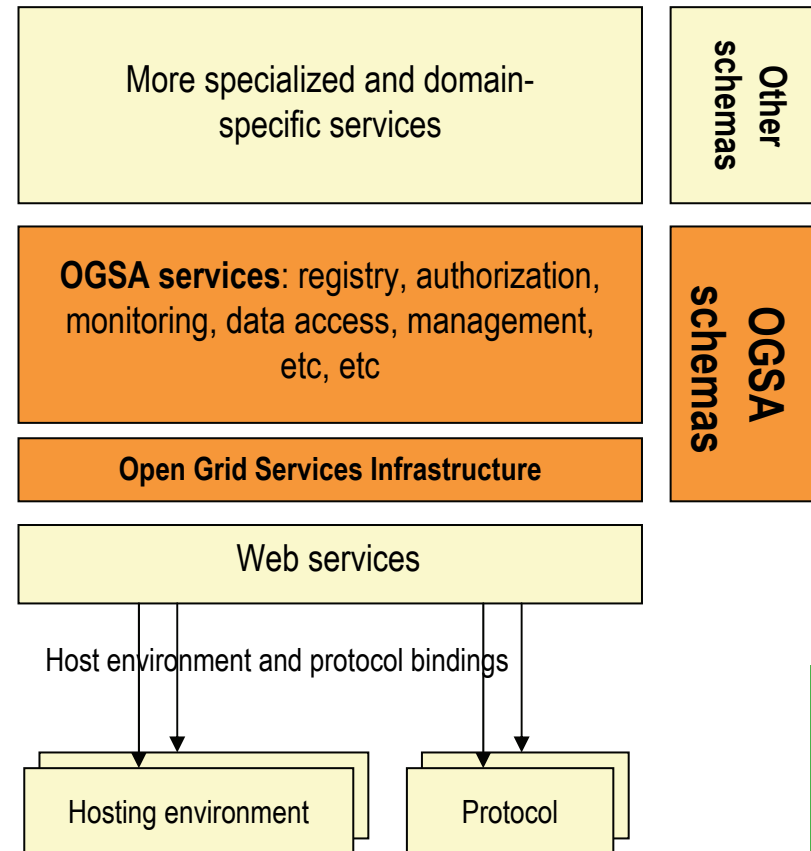 More specialized and domain-
specific services
Other
schemas
OGSA services: registry, authorization,
monitoring, data access, management,
etc, etc
OGSA
schemas
Open Grid Services Infrastructure
Web services
Host environment and protocol bindings
Hosting environment
Protocol